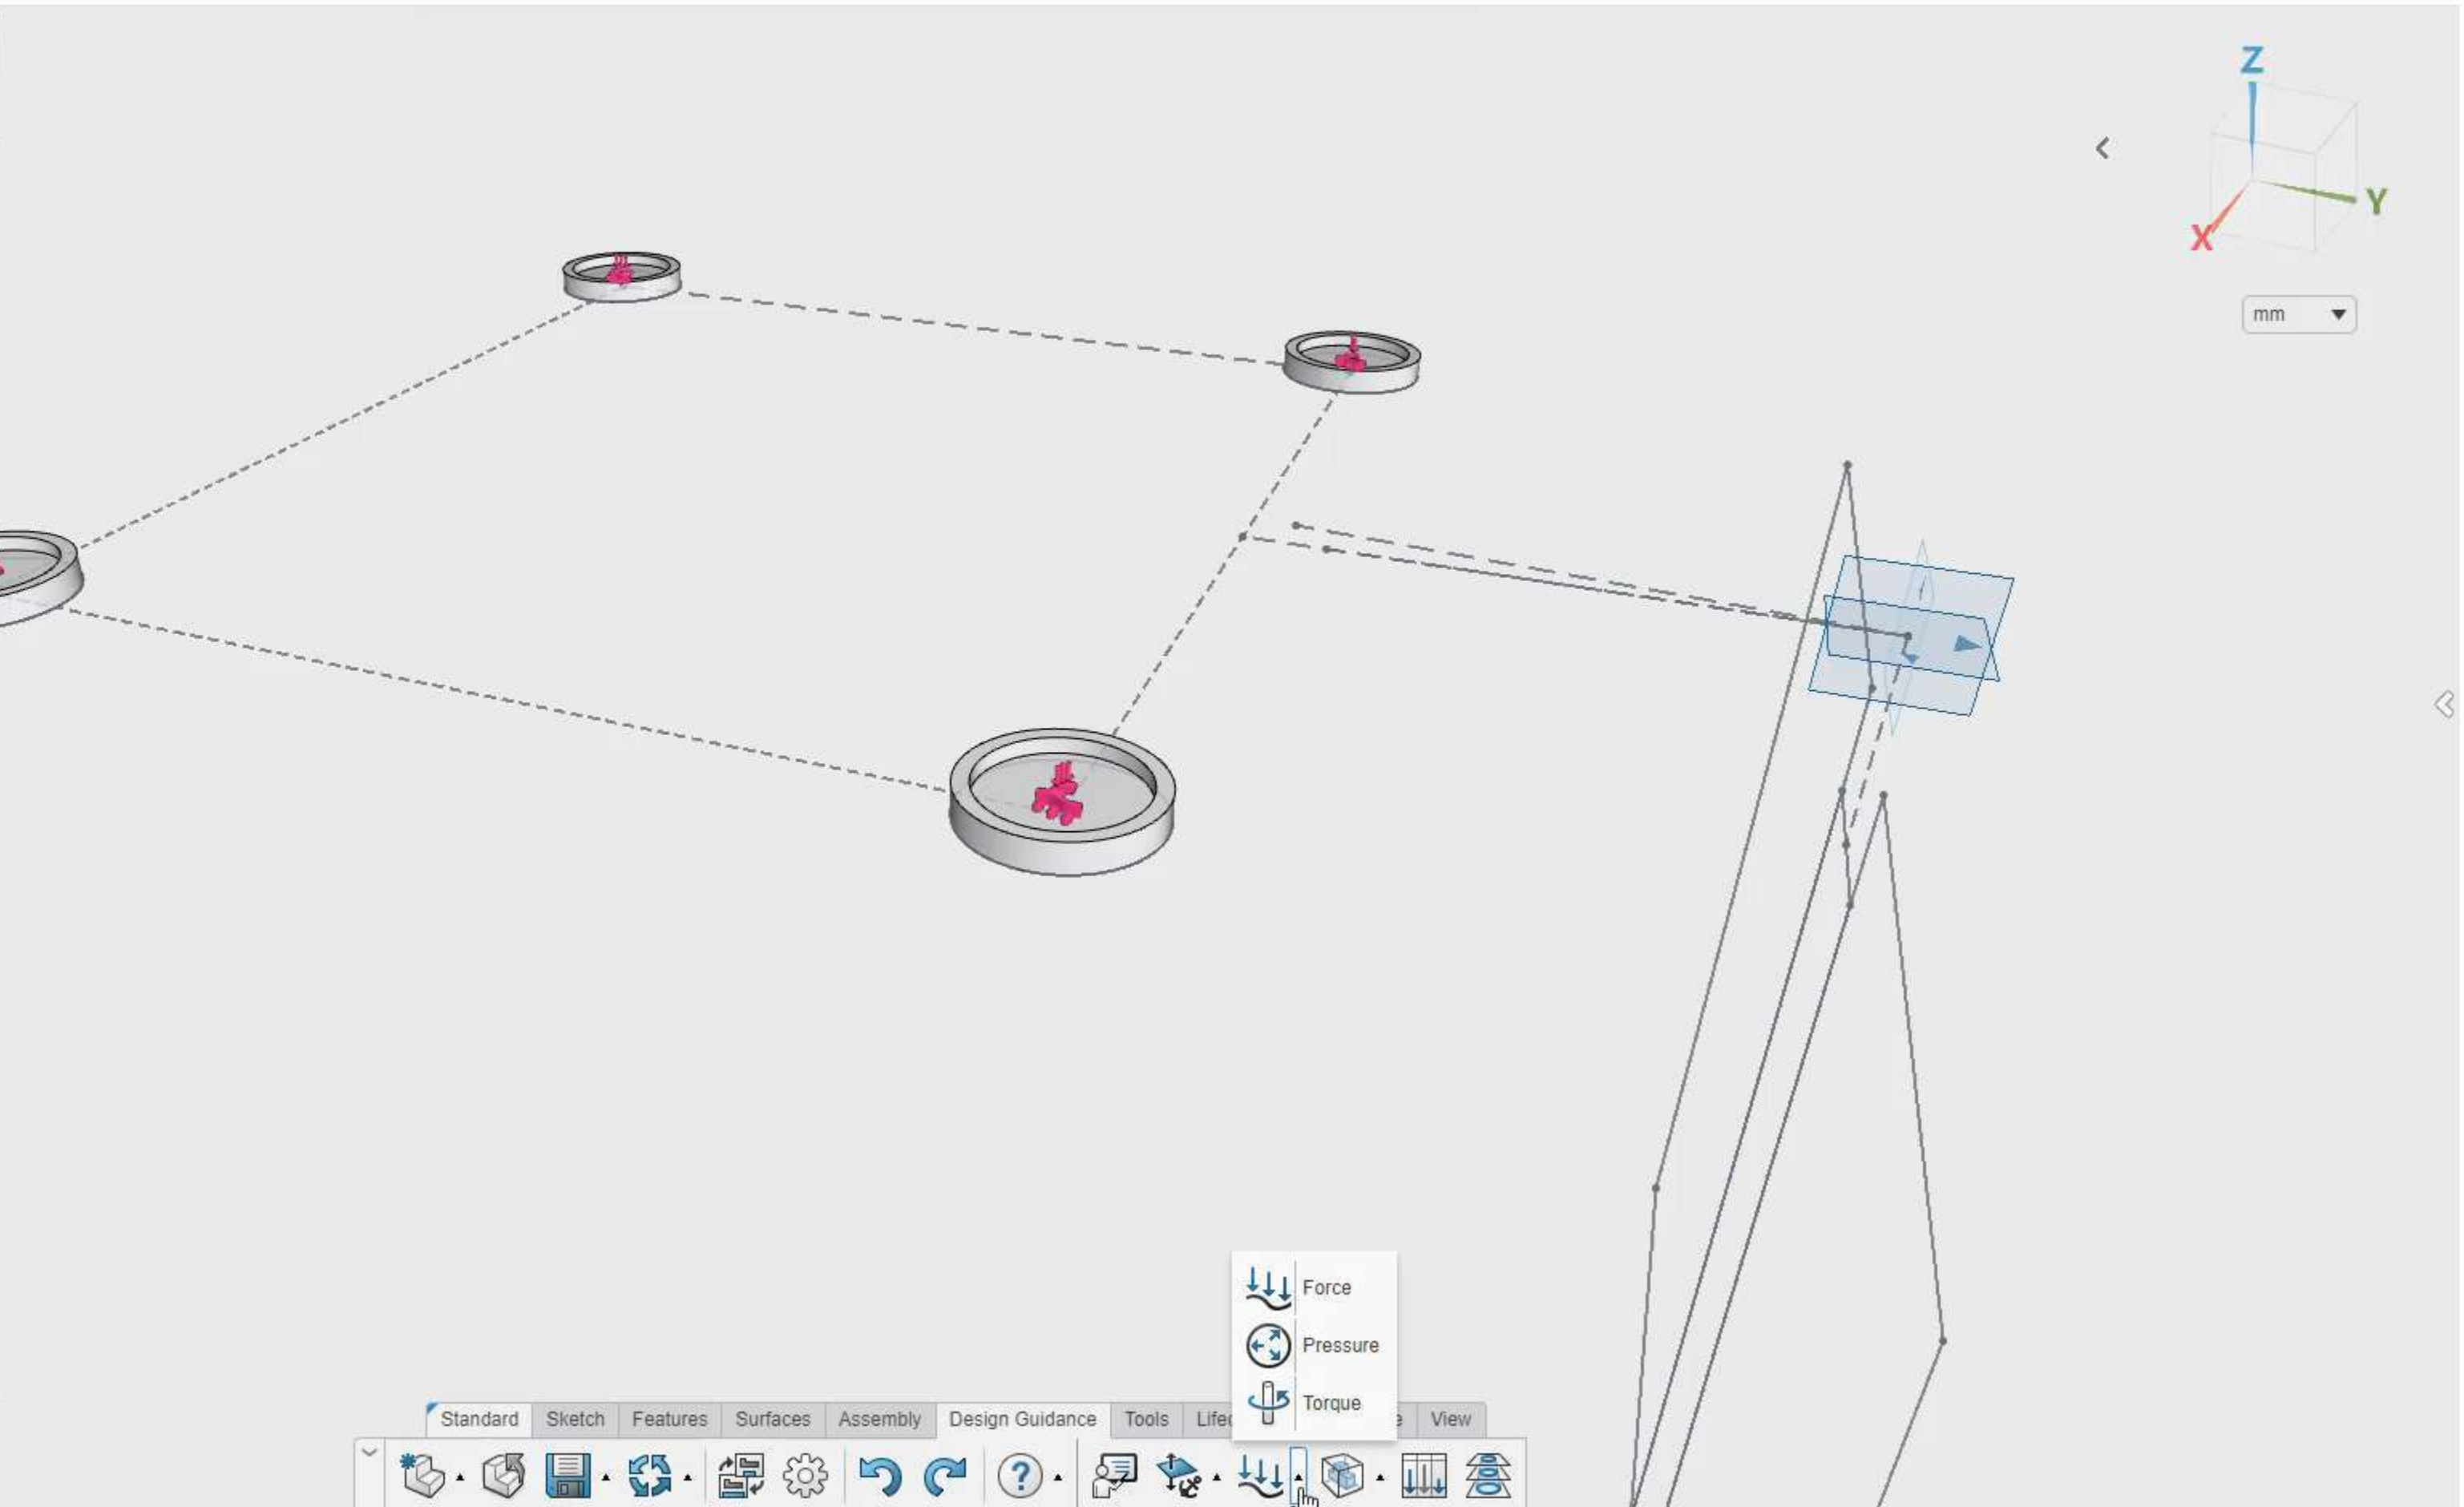 Z
Y
X
mm
Force
Pressure
Torque
Standard Sketch Features Surfaces Assembly Design Guidance Tools View
?